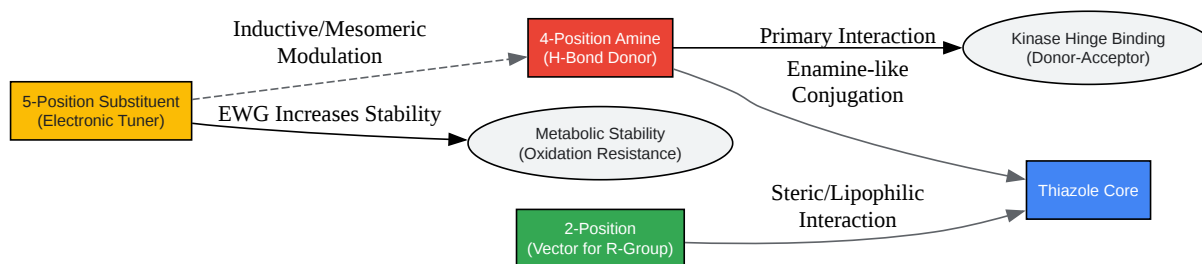 Inductive/Mesomeric
Modulation
4-Position Amine
(H-Bond Donor)
Primary Interaction
Kinase Hinge Binding
(Donor-Acceptor)
Enamine-like
Conjugation
5-Position Substituent
(Electronic Tuner)
EWG Increases Stability
Metabolic Stability
(Oxidation Resistance)
Thiazole Core
Steric/Lipophilic
Interaction
2-Position
(Vector for R-Group)